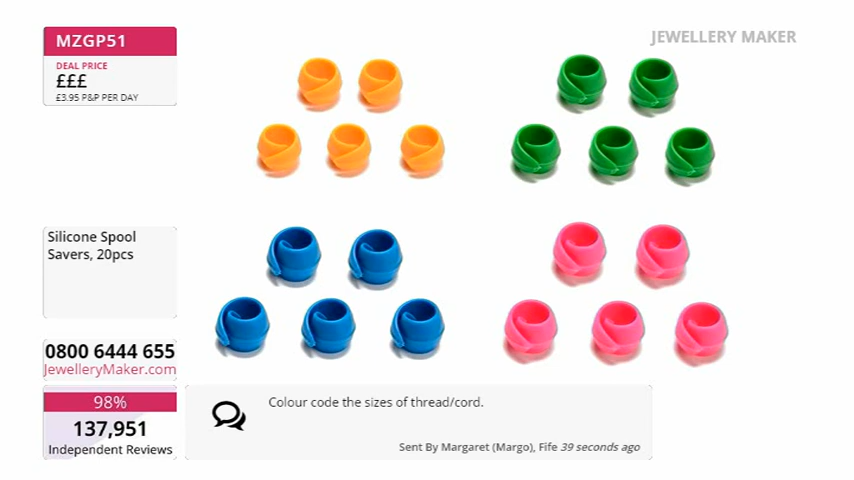 MZGP51
JEWELLERY MAKER
DEAL PRICE
£££
£3.95 P&P PER DAY
Silicone Spool
Savers, 20pcs
0800 6444 655
JewelleryMaker.com
98%
137,951
Independent Reviews
Colour code the sizes of thread/cord.
Sent By Margaret (Margo), Fife 39 seconds ago